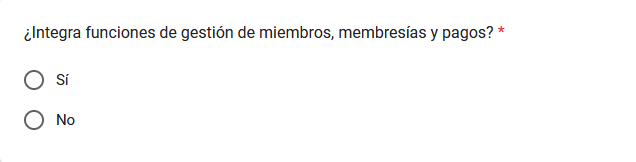 ¿Integra funciones de gestión de miembros, membresías y pagos? *
Sí
No